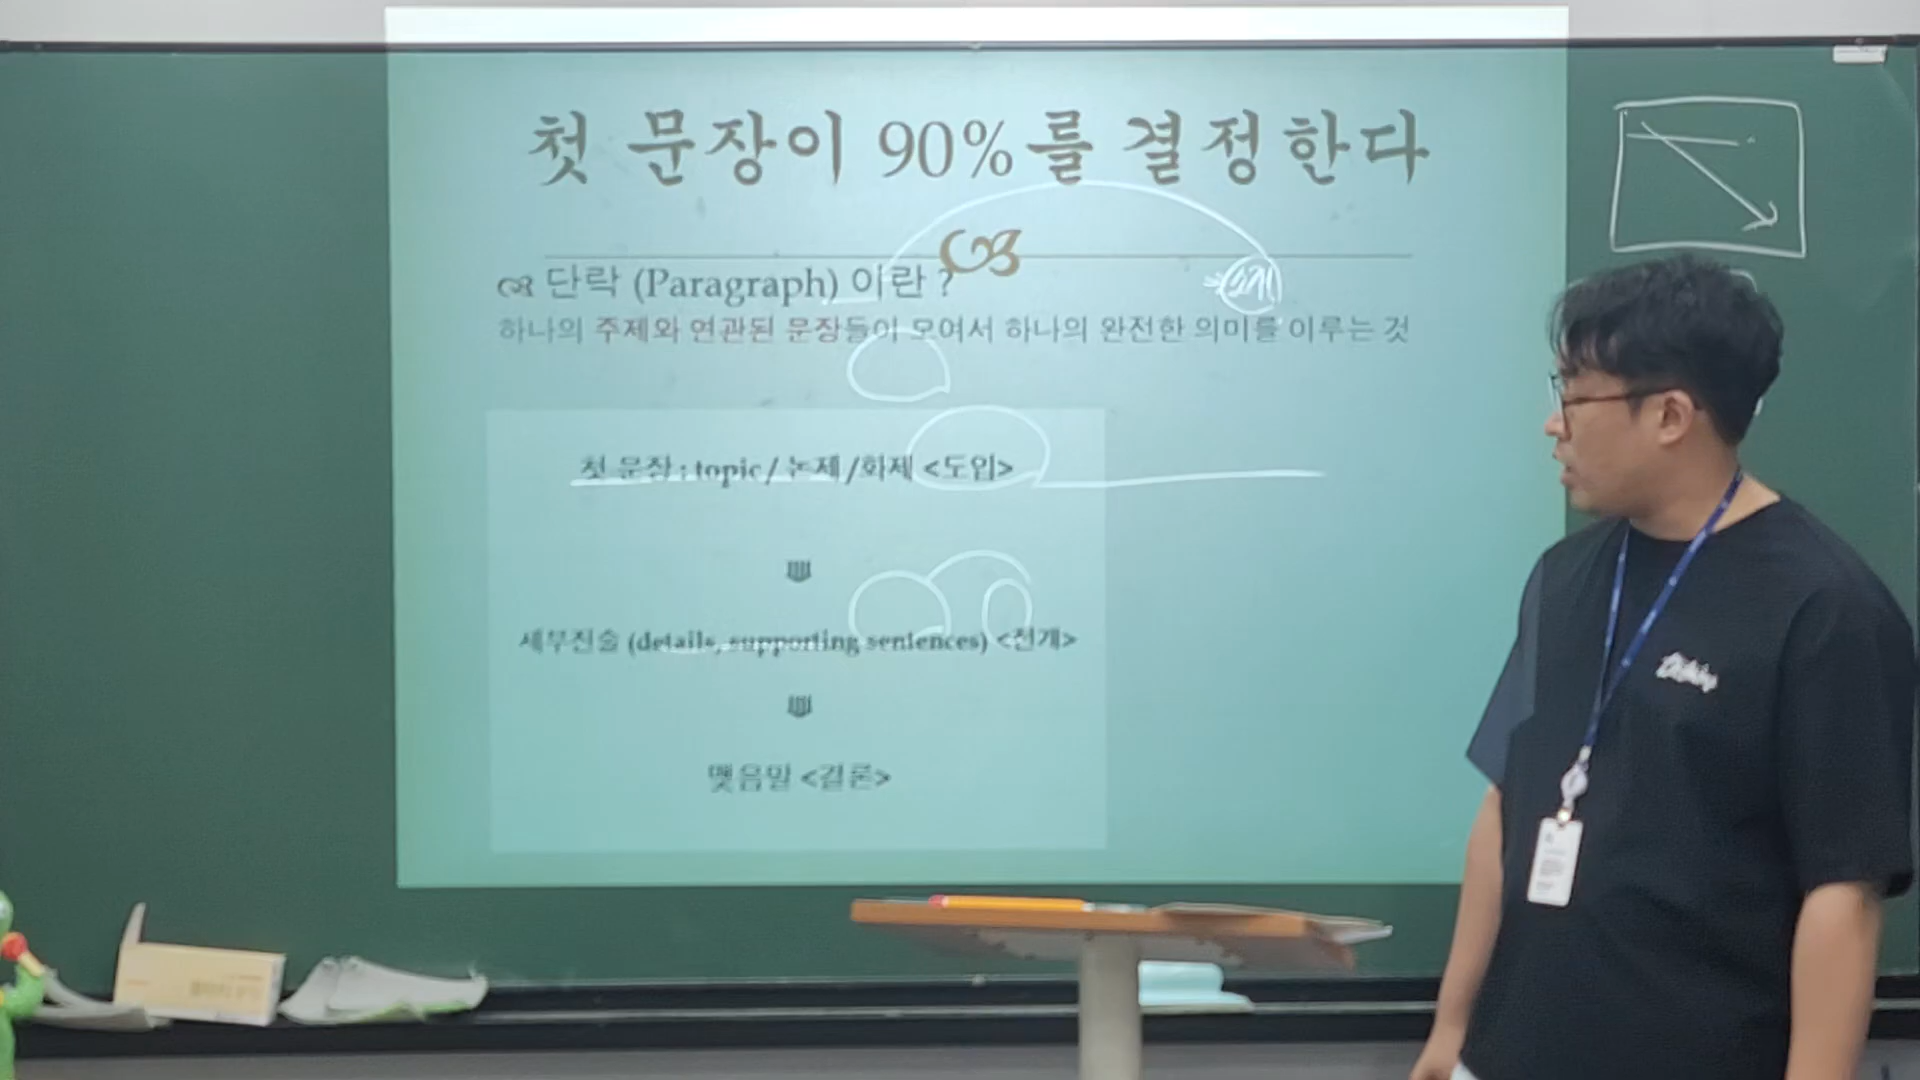 첫 문장이 90%를 결정한다
단락 (Paragraph) 이란 ?
하나의 주제와 연관된 문장들이 모여서 하나의 완전한 의미를 이루는 것
첫 문장 : topic / 논제 /화제 <도입>
세부진술 (details, supporting sentences) <전개>
맺음말 <결론>